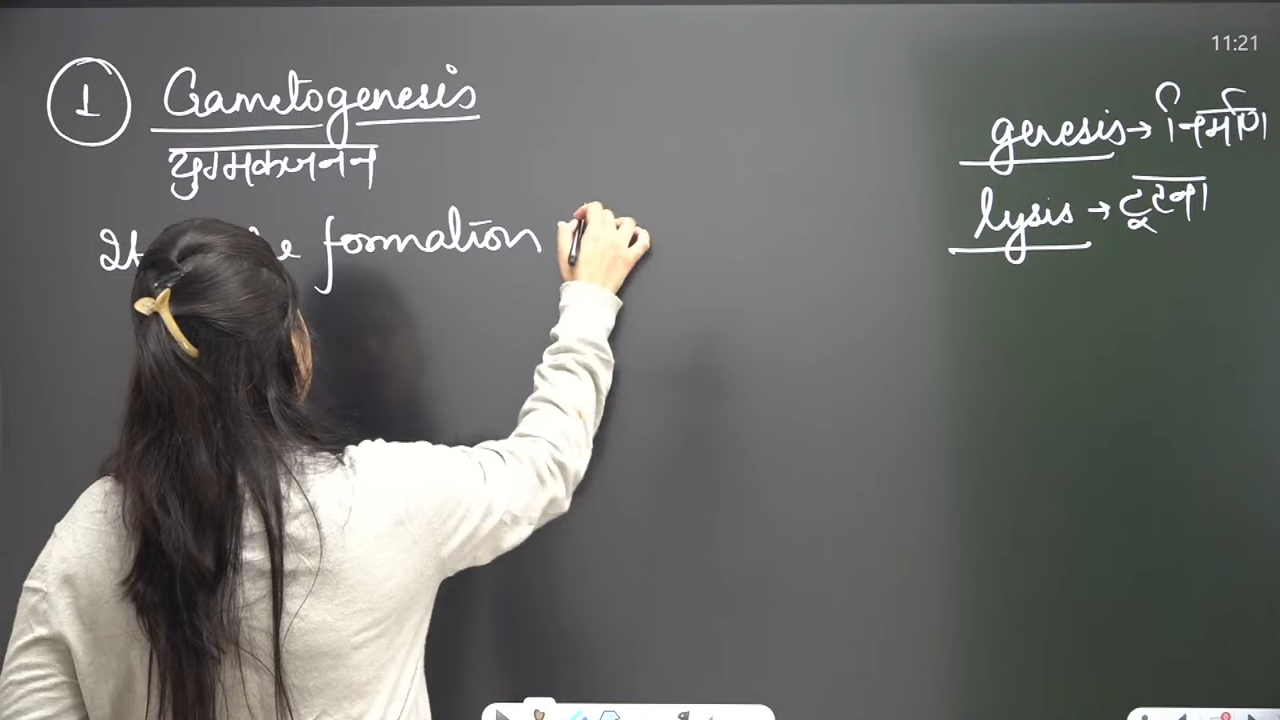 11:21
1 Gametogenesis
युग्मकजनन
It formation
genesis → निर्माण
lysis → टूटना